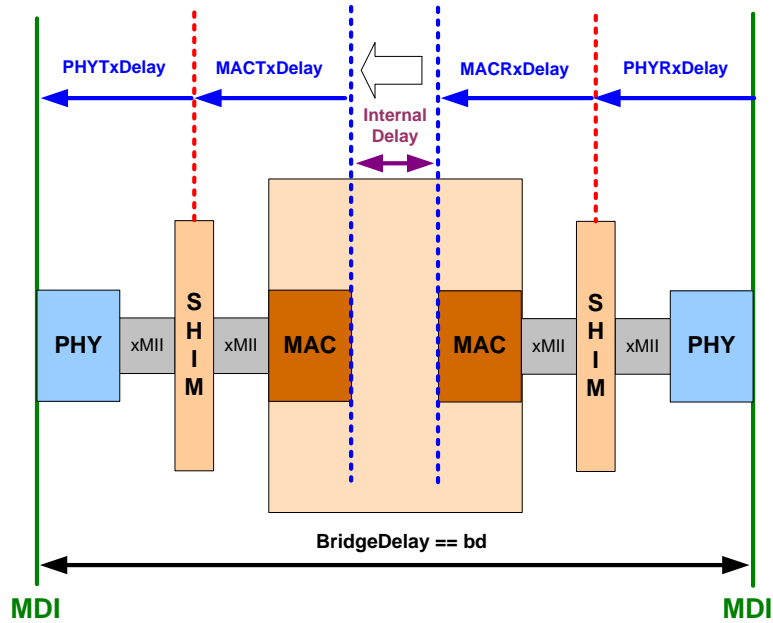 PHYTxDelay
MACTxDelay
MACRxDelay
PHYRxDelay
Internal
Delay
PHY
xMII
S
H
I
M
xMII
MAC
MAC
xMII
S
H
I
M
xMII
PHY
BridgeDelay == bd
MDI
MDI